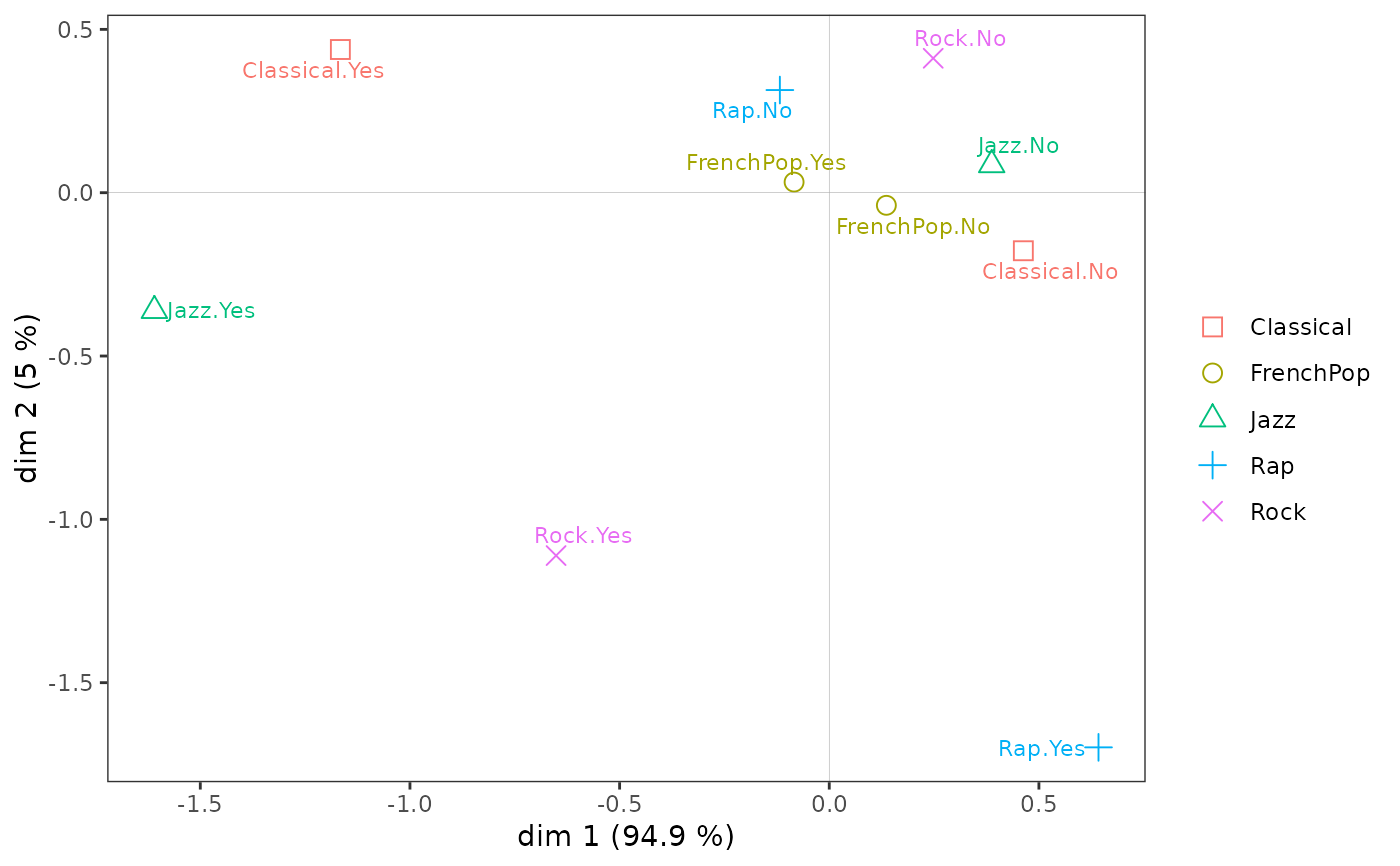 0.5
Rock.No
Classical.Yes
Rap.No
Jazz.No
FrenchPop.Yes
0.0
FrenchPop.No
Classical.No
Jazz.Yes
-0.5
-1.0
Rock.Yes
-1.5
Rap.Yes
-1.5 -1.0 -0.5 0.0 0.5
dim 1 (94.9 %)
dim 2 (5 %)
Classical
FrenchPop
Jazz
Rap
Rock